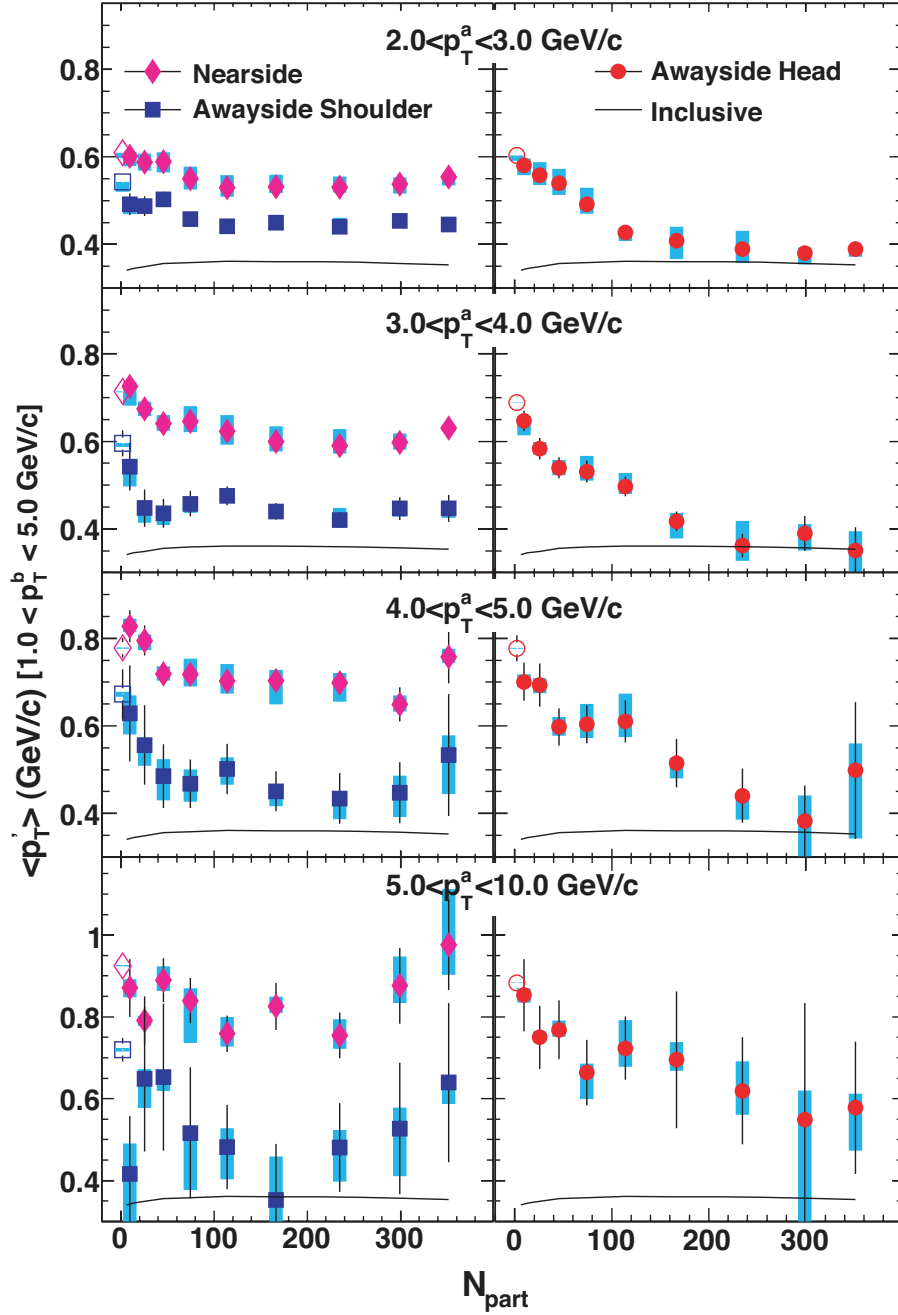 2.0<p_T^a<3.0 GeV/c
0.8
Nearside
Awayside Head
Awayside Shoulder
Inclusive
0.6
0.4
3.0<p_T^a<4.0 GeV/c
0.8
0.6
0.4
4.0<p_T^a<5.0 GeV/c
0.8
0.6
0.4
5.0<p_T^a<10.0 GeV/c
1
0.8
0.6
0.4
0 100 200 300 0 100 200 300
N_part
<p_T^'> (GeV/c) [1.0 < p_T^b < 5.0 GeV/c]